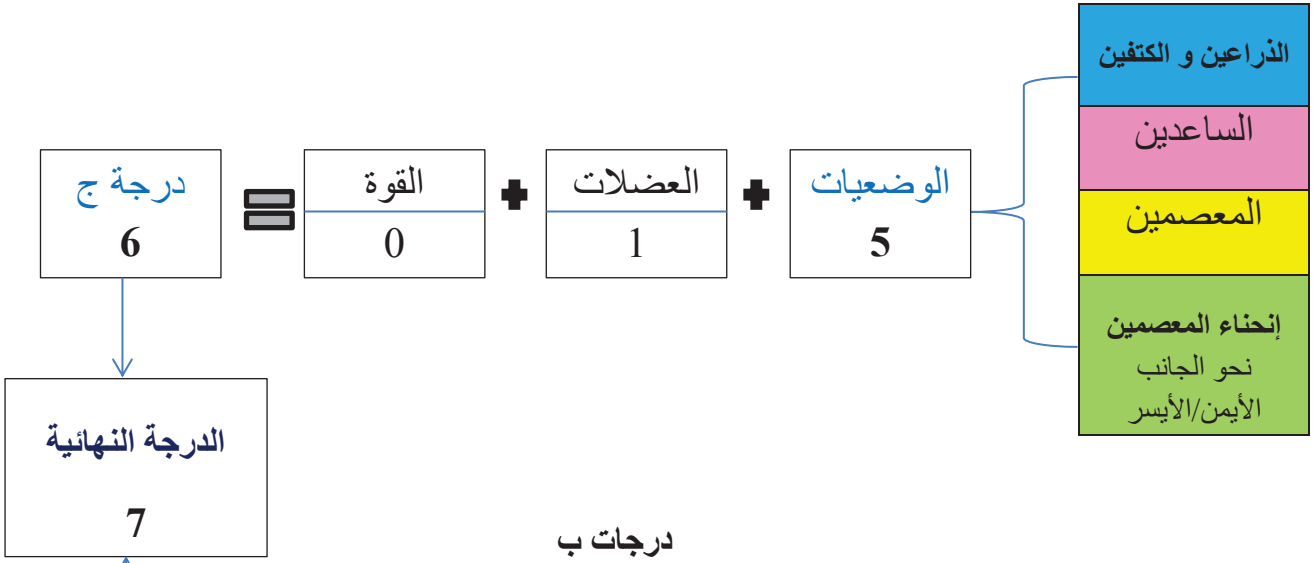 الذراعين و الكتفين
الساعدين
المعصمين
إنحناء المعصمين
نحو الجانب
الأيمن/الأيسر
الوضعيات
5
+
العضلات
1
+
القوة
0
=
درجة ج
6
الدرجة النهائية
7
درجات ب